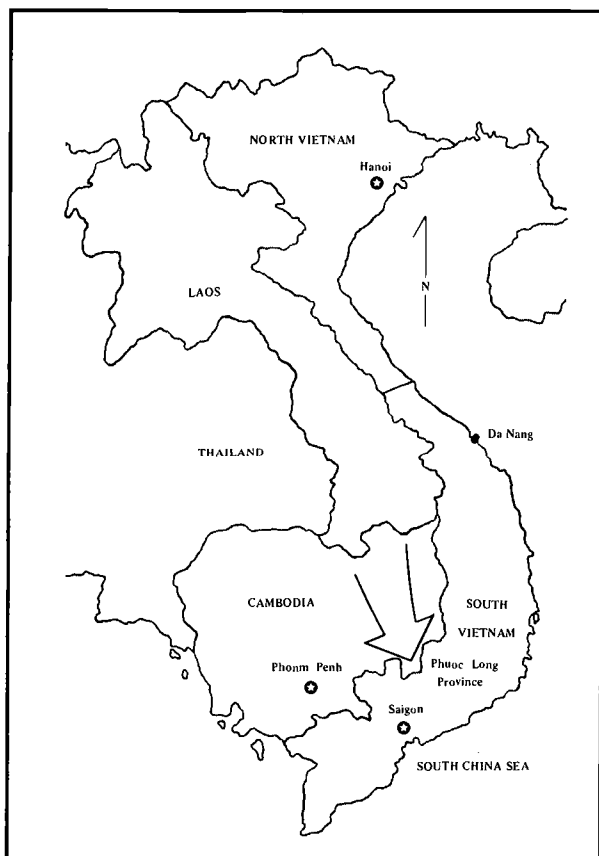 NORTH VIETNAM
Hanoi
LAOS
N
Da Nang
THAILAND
CAMBODIA
SOUTH
VIETNAM
Phonm Penh
Phuoc Long
Province
Saigon
SOUTH CHINA SEA